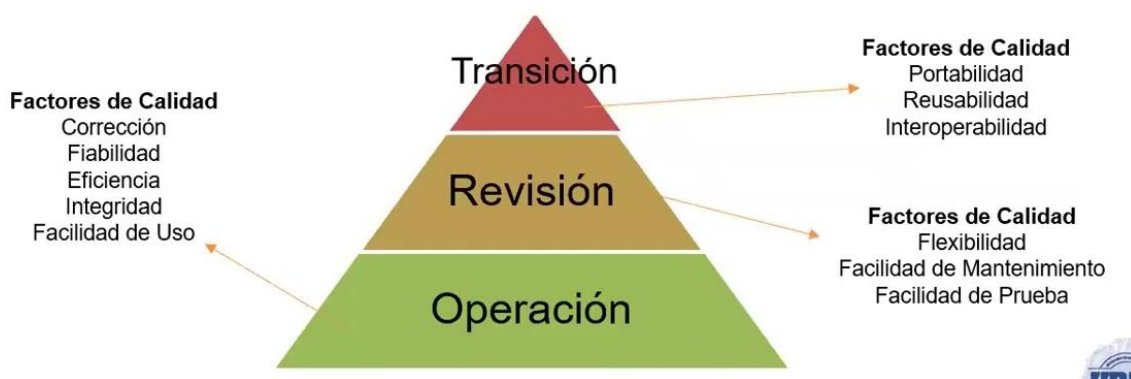 Factores de Calidad
Corrección
Fiabilidad
Eficiencia
Integridad
Facilidad de Uso
Transición
Revisión
Operación
Factores de Calidad
Portabilidad
Reusabilidad
Interoperabilidad
Factores de Calidad
Flexibilidad
Facilidad de Mantenimiento
Facilidad de Prueba